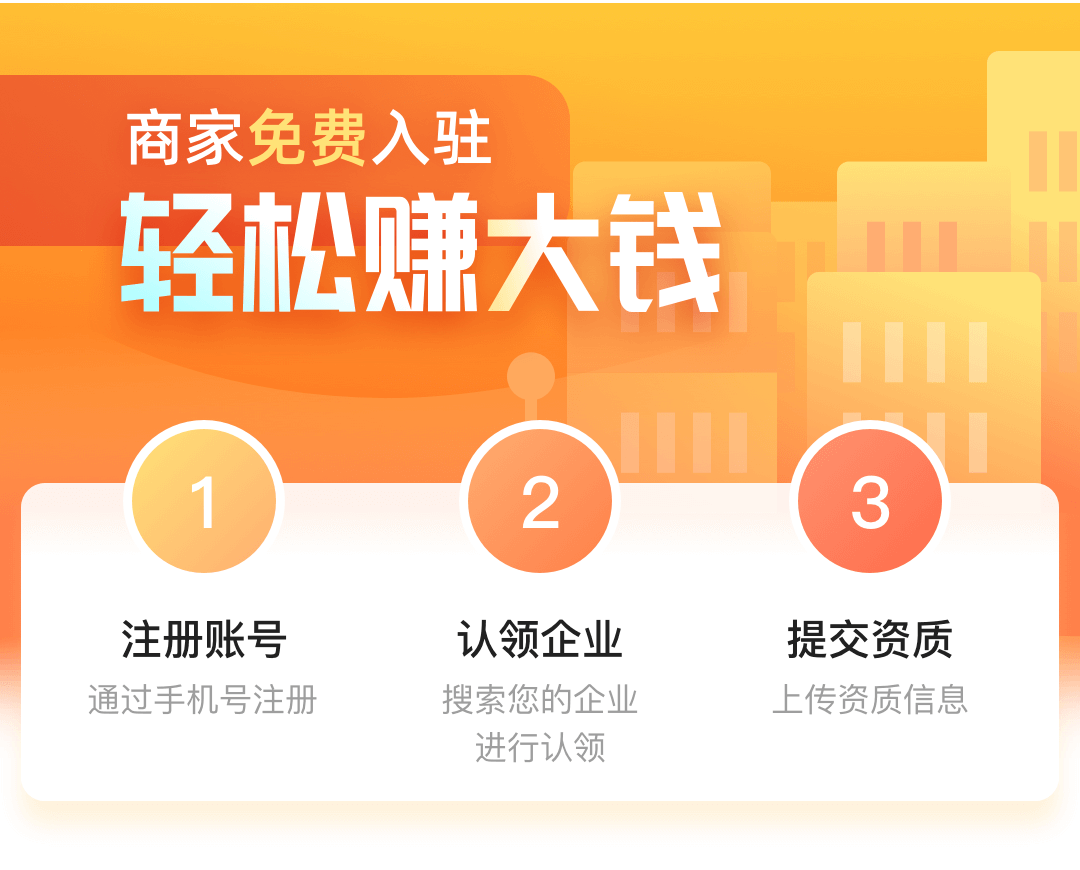 商家免费入驻
轻松赚大钱
1
2
3
注册账号
认领企业
提交资质
通过手机号注册
搜索您的企业
进行认领
上传资质信息